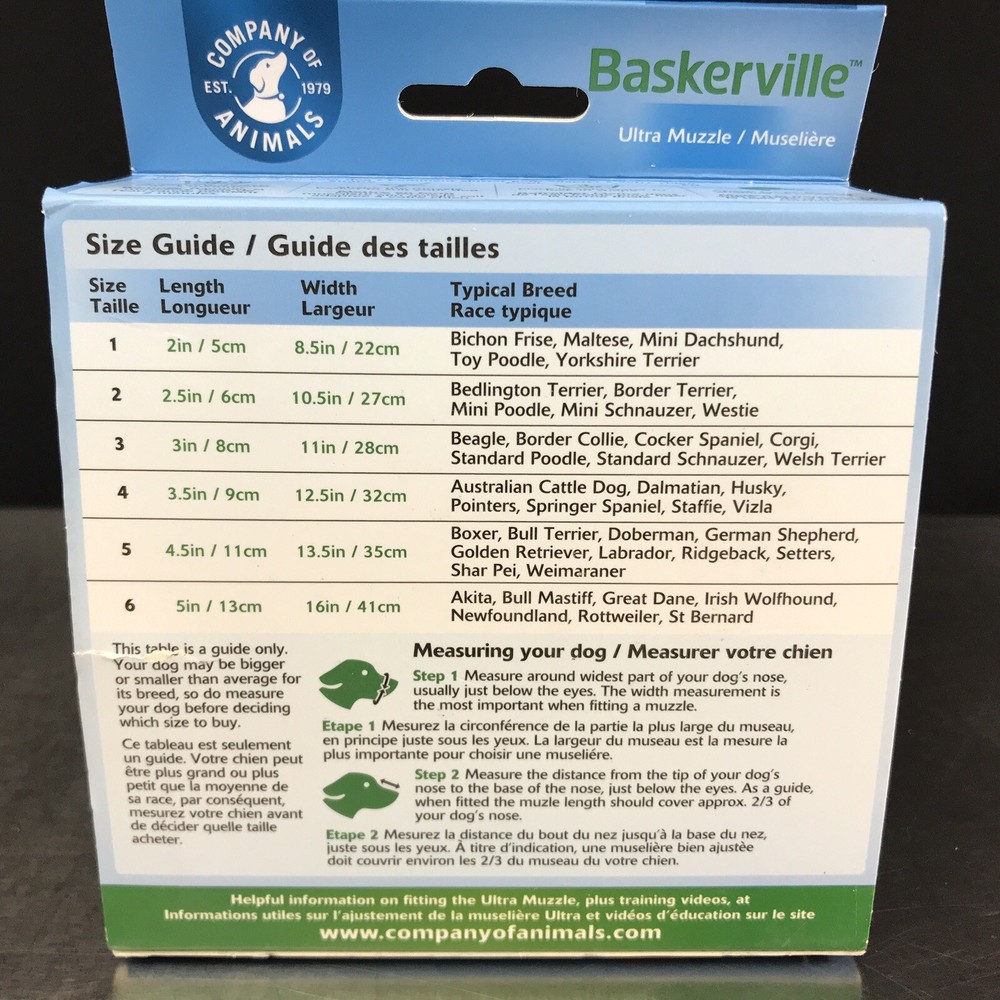 COMPANY OF
EST. 1979
ANIMALS
Baskerville™
Ultra Muzzle / Muselière
Size Guide / Guide des tailles
Size Length Width Typical Breed
Taille Longueur Largeur Race typique
1 2in / 5cm 8.5in / 22cm Bichon Frise, Maltese, Mini Dachshund,
Toy Poodle, Yorkshire Terrier
2 2.5in / 6cm 10.5in / 27cm Bedlington Terrier, Border Terrier,
Mini Poodle, Mini Schnauzer, Westie
3 3in / 8cm 11in / 28cm Beagle, Border Collie, Cocker Spaniel, Corgi,
Standard Poodle, Standard Schnauzer, Welsh Terrier
4 3.5in / 9cm 12.5in / 32cm Australian Cattle Dog, Dalmatian, Husky,
Pointers, Springer Spaniel, Staffie, Vizla
5 4.5in / 11cm 13.5in / 35cm Boxer, Bull Terrier, Doberman, German Shepherd,
Golden Retriever, Labrador, Ridgeback, Setters,
Shar Pei, Weimaraner
6 5in / 13cm 16in / 41cm Akita, Bull Mastiff, Great Dane, Irish Wolfhound,
Newfoundland, Rottweiler, St Bernard
This table is a guide only.
Your dog may be bigger
or smaller than average for
its breed, so do measure
your dog before deciding
which size to buy.
Ce tableau est seulement
un guide. Votre chien peut
être plus grand ou plus
petit que la moyenne de
sa race, par conséquent,
mesurez votre chien avant
de décider quelle taille
acheter.
Measuring your dog / Measurer votre chien
Step 1 Measure around widest part of your dog's nose,
usually just below the eyes. The width measurement is
the most important when fitting a muzzle.
Etape 1 Mesurez la circonférence de la partie la plus large du museau,
en principe juste sous les yeux. La largeur du museau est la mesure la
plus importante pour choisir une muselière.
Step 2 Measure the distance from the tip of your dog's
nose to the base of the nose, just below the eyes. As a guide,
when fitted the muzle length should cover approx. 2/3 of
your dog's nose.
Etape 2 Mesurez la distance du bout du nez jusqu'à la base du nez,
juste sous les yeux. À titre d'indication, une muselière bien ajustèe
doit couvrir environ les 2/3 du museau du votre chien.
Helpful information on fitting the Ultra Muzzle, plus training videos, at
Informations utiles sur l'ajustement de la muselière Ultra et vidéos d'éducation sur le site
www.companyofanimals.com